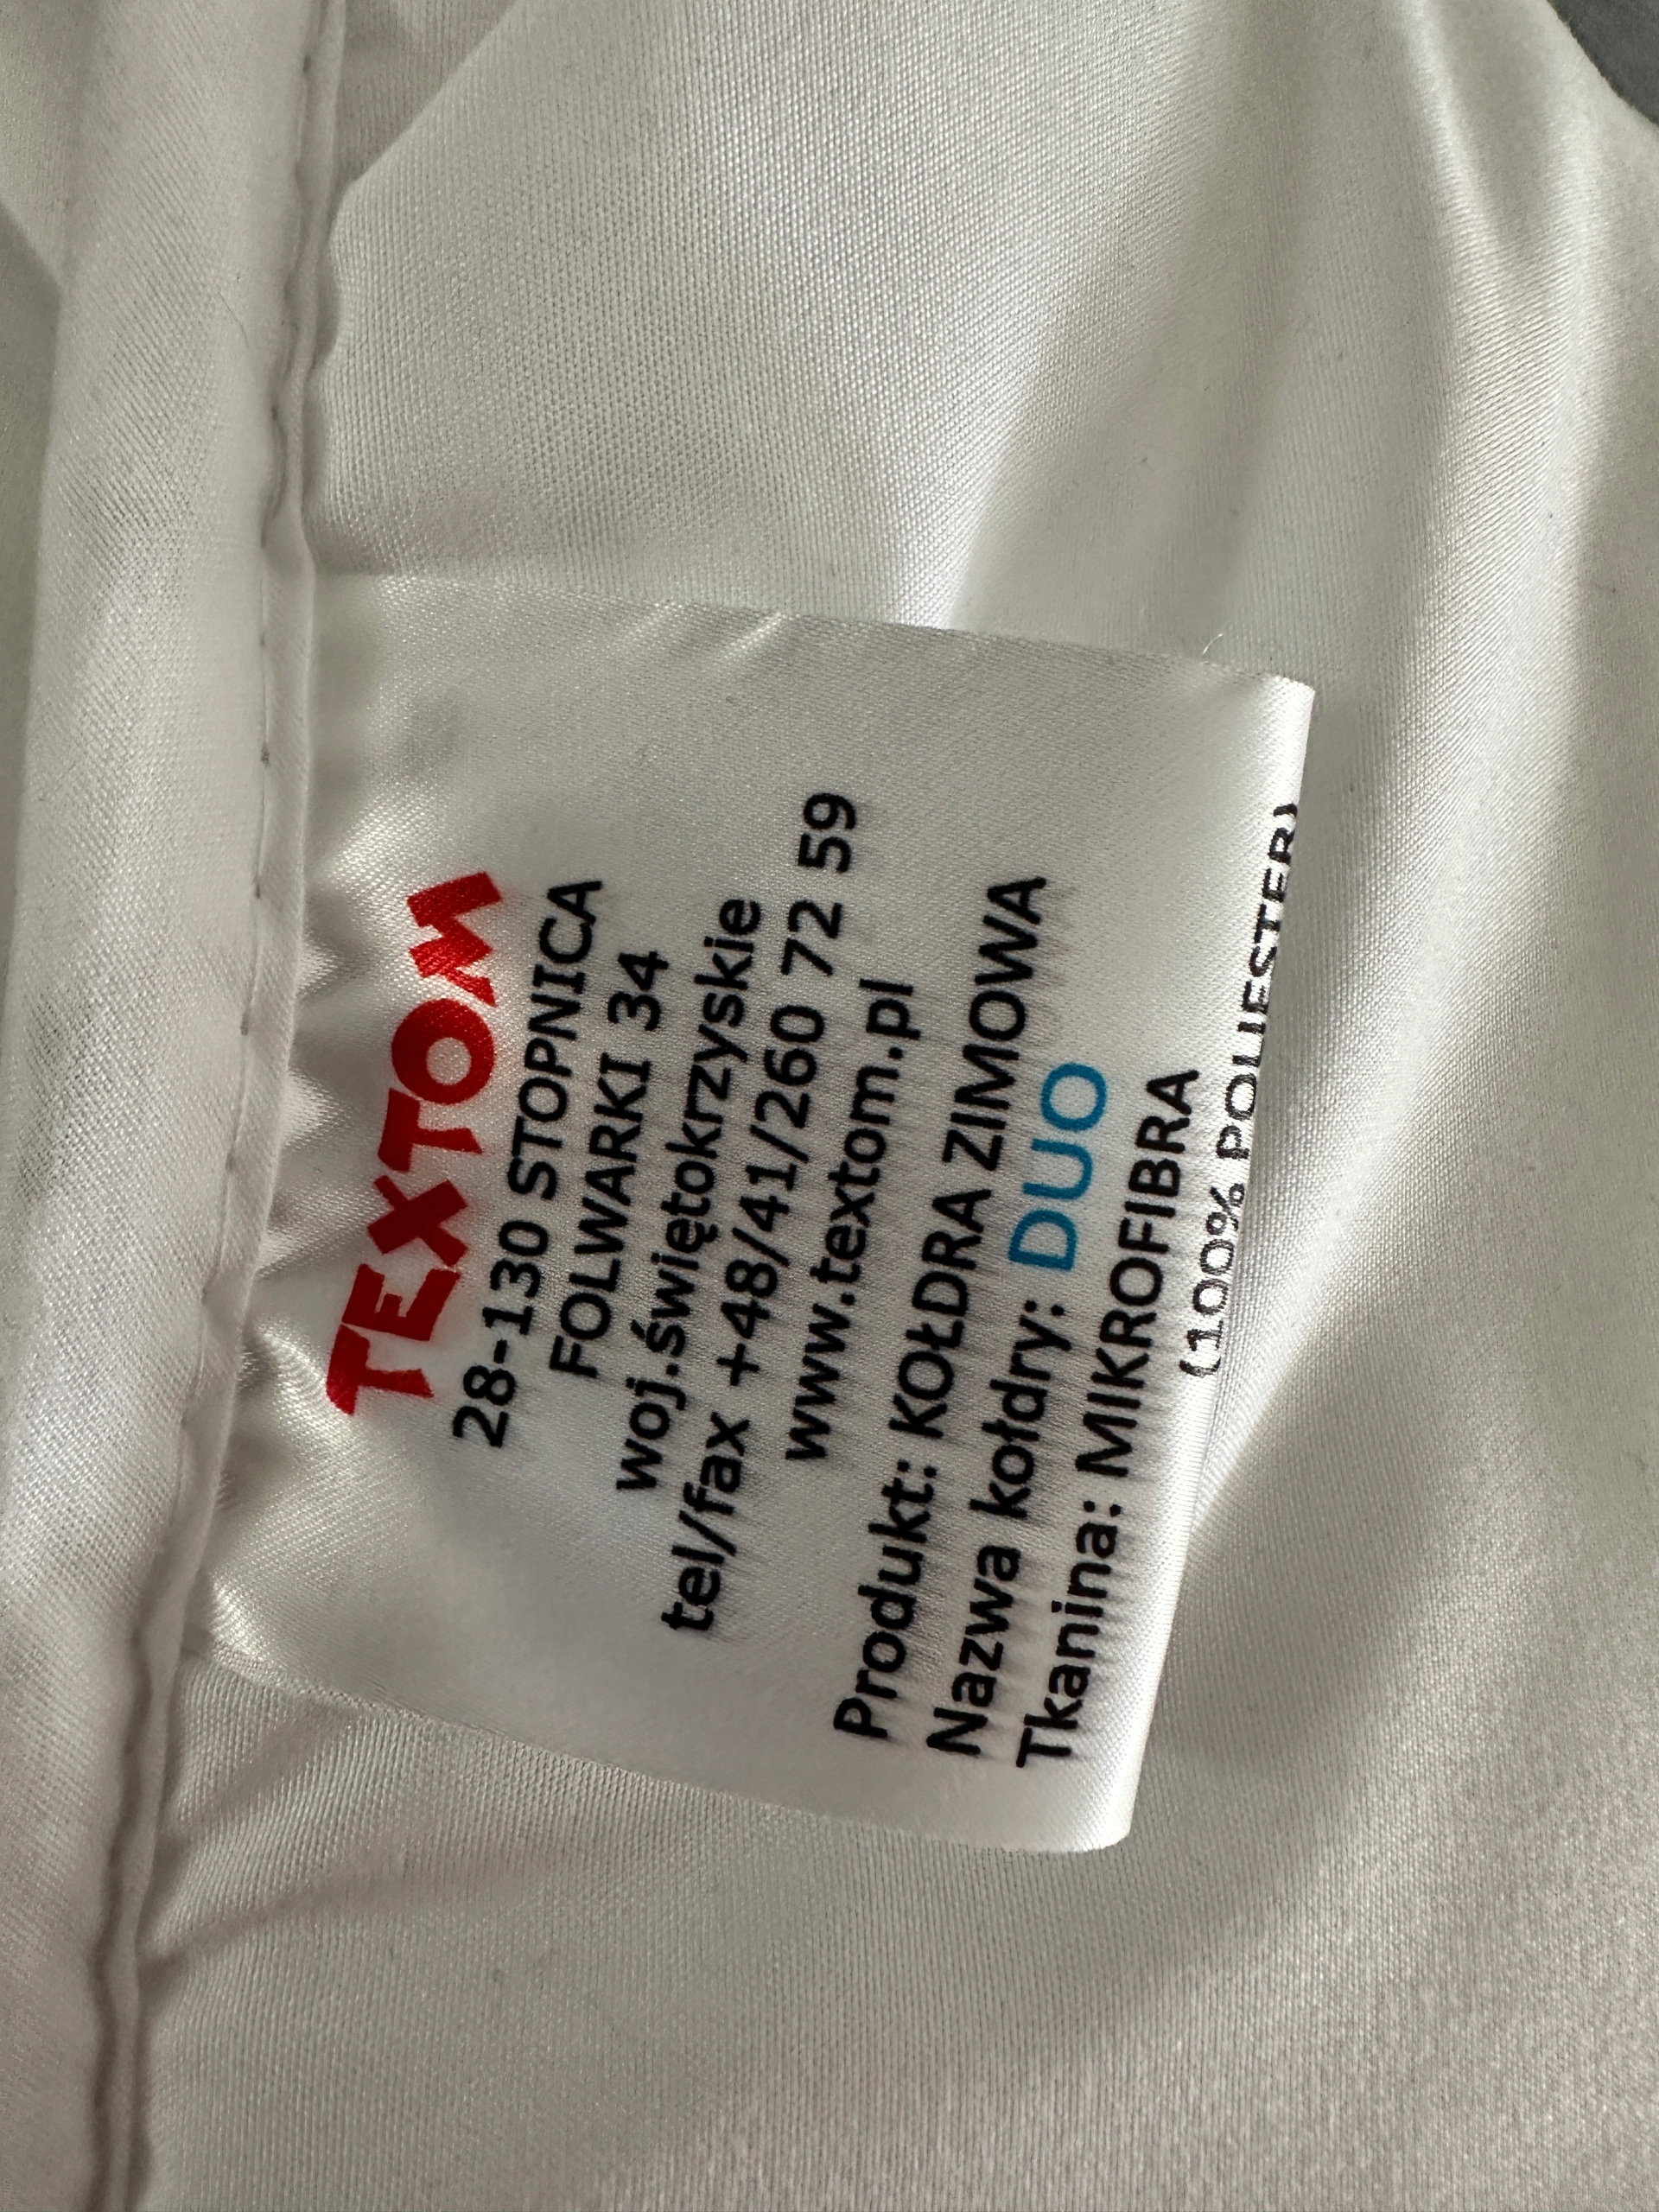 TEXTOM
28-130 STOPNICA
FOLWARKI 34
woj.świętokrzyskie
tel/fax +48/41/260 72 59
www.textom.pl
Produkt: KOŁDRA ZIMOWA
Nazwa kołdry: DUO
Tkanina: MIKROFIBRA
(100% POLIESTER)